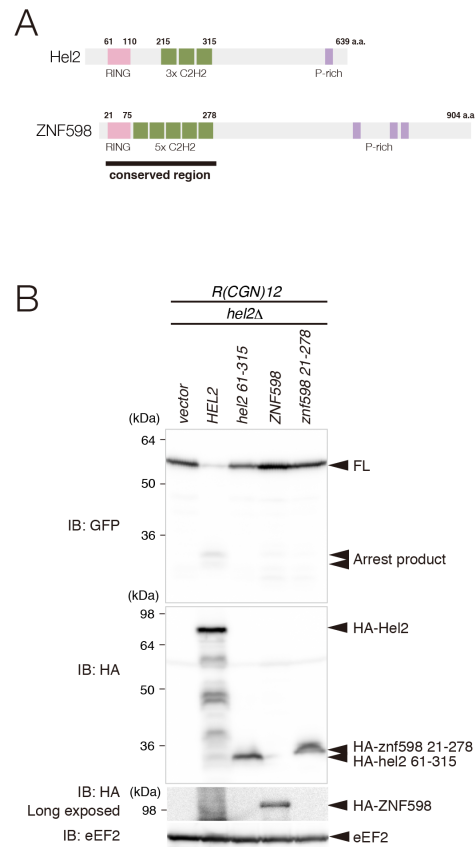 A
61 110 215 315 639 a.a.
Hel2
RING 3x C2H2 P-rich
21 75 278 904 a.a
ZNF598
RING 5x C2H2 P-rich
conserved region
B
R(CGN)12
hel2Δ
vector HEL2 hel2 61-315 ZNF598 znf598 21-278
(kDa)
64
FL
50
IB: GFP
36
Arrest product
(kDa)
98
HA-Hel2
64
IB: HA
50
36
HA-znf598 21-278
HA-hel2 61-315
IB: HA (kDa)
Long exposed 98 HA-ZNF598
IB: eEF2 eEF2